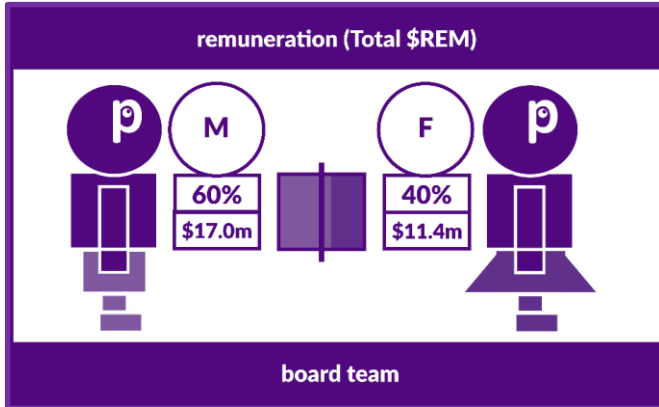 remuneration (Total $REM)
p M F p
60% 40%
$17.0m $11.4m
board team